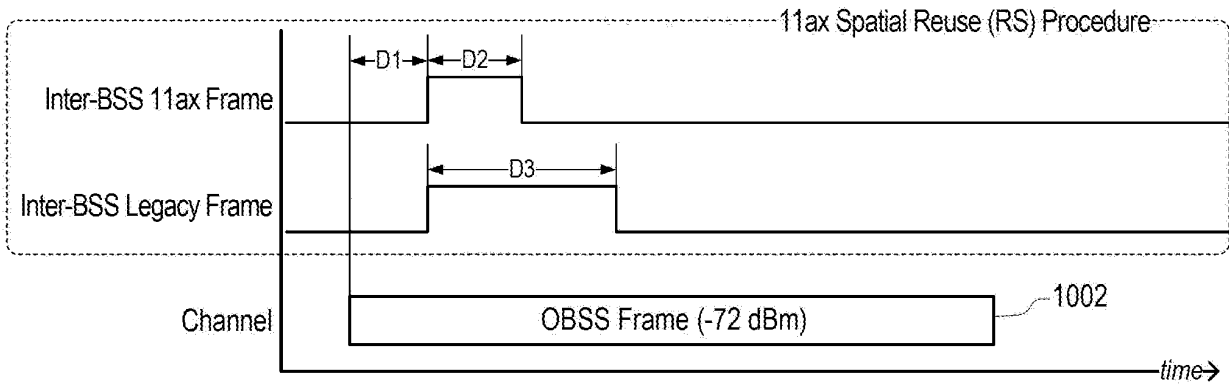 11ax Spatial Reuse (RS) Procedure
D1
D2
Inter-BSS 11ax Frame
D3
Inter-BSS Legacy Frame
Channel
OBSS Frame (-72 dBm)
1002
time